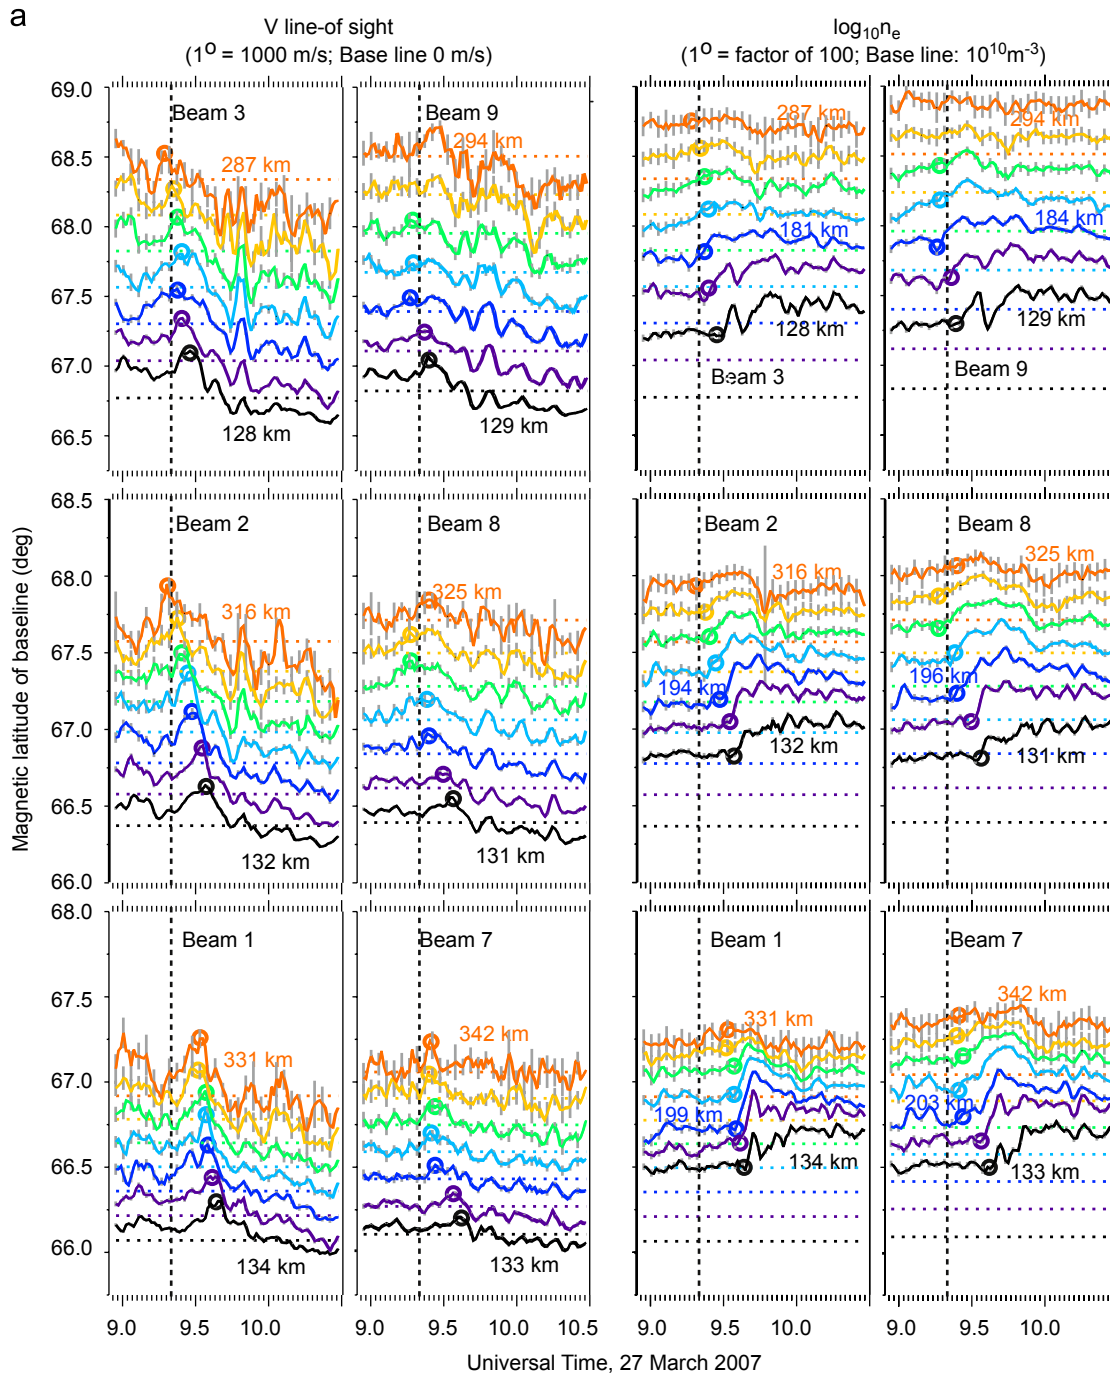 a
V line-of sight
(1º = 1000 m/s; Base line 0 m/s)
log₁₀nₑ
(1º = factor of 100; Base line: 10¹⁰m⁻³)
69.0
68.5
68.0
67.5
67.0
66.5
Beam 3
287 km
128 km
Beam 9
294 km
129 km
287 km
181 km
128 km
Beam 3
294 km
184 km
129 km
Beam 9
Magnetic latitude of baseline (deg)
68.5
68.0
67.5
67.0
66.5
66.0
Beam 2
316 km
132 km
Beam 8
325 km
131 km
Beam 2
316 km
194 km
132 km
Beam 8
325 km
196 km
131 km
68.0
67.5
67.0
66.5
66.0
Beam 1
331 km
134 km
Beam 7
342 km
133 km
Beam 1
331 km
199 km
134 km
Beam 7
342 km
203 km
133 km
9.0 9.5 10.0 9.0 9.5 10.0 10.5 9.0 9.5 10.0 9.0 9.5 10.0
Universal Time, 27 March 2007